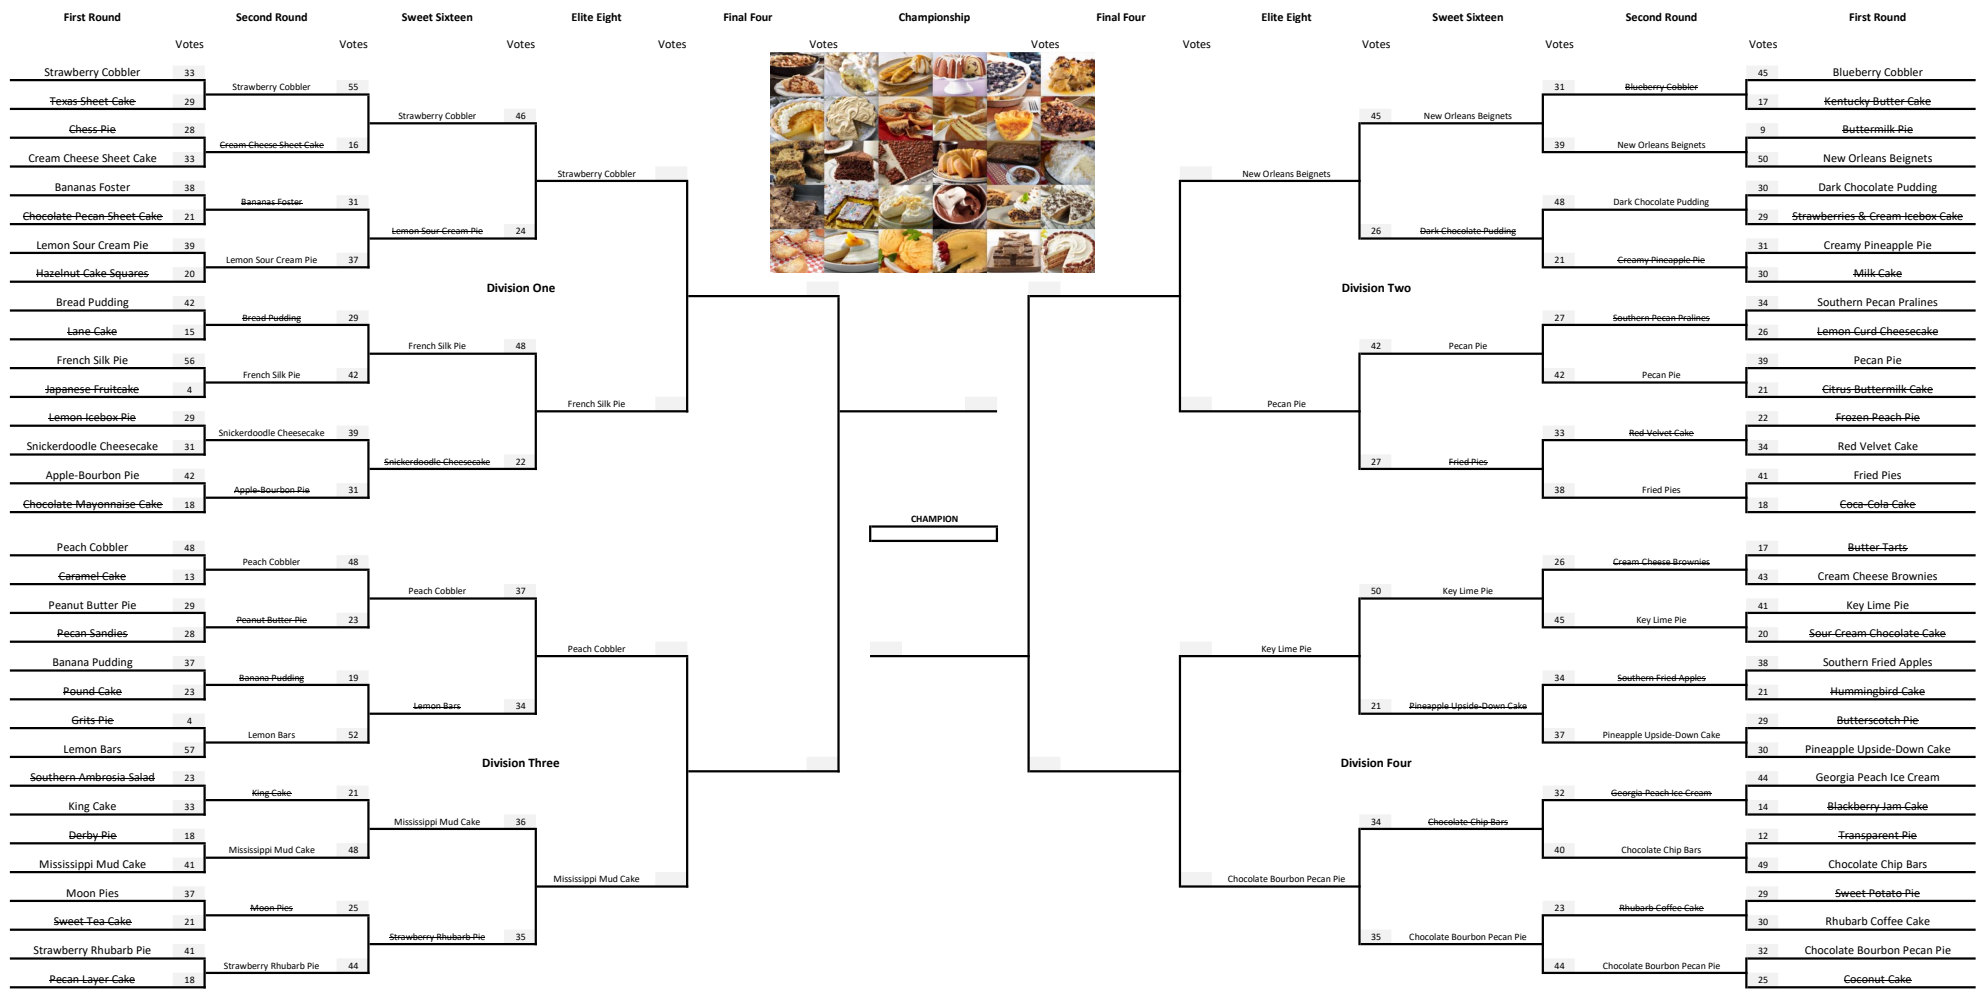 First Round Second Round Sweet Sixteen Elite Eight Final Four Championship Final Four Elite Eight Sweet Sixteen Second Round First Round
Votes Votes Votes Votes Votes Votes Votes Votes Votes Votes
Strawberry Cobbler 33 45 Blueberry Cobbler
Strawberry Cobbler 55 31 Blueberry Cobbler
Texas Sheet Cake 29 17 Kentucky Butter Cake
Strawberry Cobbler 46 45 New Orleans Beignets
Chess Pie 28 9 Buttermilk Pie
Cream Cheese Sheet Cake 16 39 New Orleans Beignets
Cream Cheese Sheet Cake 33 50 New Orleans Beignets
Strawberry Cobbler New Orleans Beignets
Bananas Foster 38 30 Dark Chocolate Pudding
Bananas Foster 31 48 Dark Chocolate Pudding
Chocolate Pecan Sheet Cake 21 29 Strawberries & Cream Icebox Cake
Lemon Sour Cream Pie 24 26 Dark Chocolate Pudding
Lemon Sour Cream Pie 39 31 Creamy Pineapple Pie
Lemon Sour Cream Pie 37 21 Creamy Pineapple Pie
Hazelnut Cake Squares 20 30 Milk Cake
Division One Division Two
Bread Pudding 42 34 Southern Pecan Pralines
Bread Pudding 29 27 Southern Pecan Pralines
Lane Cake 15 26 Lemon Curd Cheesecake
French Silk Pie 48 42 Pecan Pie
French Silk Pie 56 39 Pecan Pie
French Silk Pie 42 42 Pecan Pie
Japanese Fruitcake 4 21 Citrus Buttermilk Cake
French Silk Pie Pecan Pie
Lemon Icebox Pie 29 22 Frozen Peach Pie
Snickerdoodle Cheesecake 39 33 Red Velvet Cake
Snickerdoodle Cheesecake 31 34 Red Velvet Cake
Snickerdoodle Cheesecake 22 27 Fried Pies
Apple-Bourbon Pie 42 41 Fried Pies
Apple-Bourbon Pie 31 38 Fried Pies
Chocolate Mayonnaise Cake 18 18 Coca-Cola Cake
CHAMPION
Peach Cobbler 48 17 Butter Tarts
Peach Cobbler 48 26 Cream Cheese Brownies
Caramel Cake 13 43 Cream Cheese Brownies
Peach Cobbler 37 50 Key Lime Pie
Peanut Butter Pie 29 41 Key Lime Pie
Peanut Butter Pie 23 45 Key Lime Pie
Pecan Sandies 28 20 Sour Cream Chocolate Cake
Peach Cobbler Key Lime Pie
Banana Pudding 37 38 Southern Fried Apples
Banana Pudding 19 34 Southern Fried Apples
Pound Cake 23 21 Hummingbird Cake
Lemon Bars 34 21 Pineapple Upside-Down Cake
Grits Pie 4 29 Butterscotch Pie
Lemon Bars 52 37 Pineapple Upside-Down Cake
Lemon Bars 57 30 Pineapple Upside-Down Cake
Division Three Division Four
Southern Ambrosia Salad 23 44 Georgia Peach Ice Cream
King Cake 21 32 Georgia Peach Ice Cream
King Cake 33 14 Blackberry Jam Cake
Mississippi Mud Cake 36 34 Chocolate Chip Bars
Derby Pie 18 12 Transparent Pie
Mississippi Mud Cake 48 40 Chocolate Chip Bars
Mississippi Mud Cake 41 49 Chocolate Chip Bars
Mississippi Mud Cake Chocolate Bourbon Pecan Pie
Moon Pies 37 29 Sweet Potato Pie
Moon Pies 25 23 Rhubarb Coffee Cake
Sweet Tea Cake 21 30 Rhubarb Coffee Cake
Strawberry Rhubarb Pie 35 35 Chocolate Bourbon Pecan Pie
Strawberry Rhubarb Pie 41 32 Chocolate Bourbon Pecan Pie
Strawberry Rhubarb Pie 44 44 Chocolate Bourbon Pecan Pie
Pecan Layer Cake 18 25 Coconut Cake